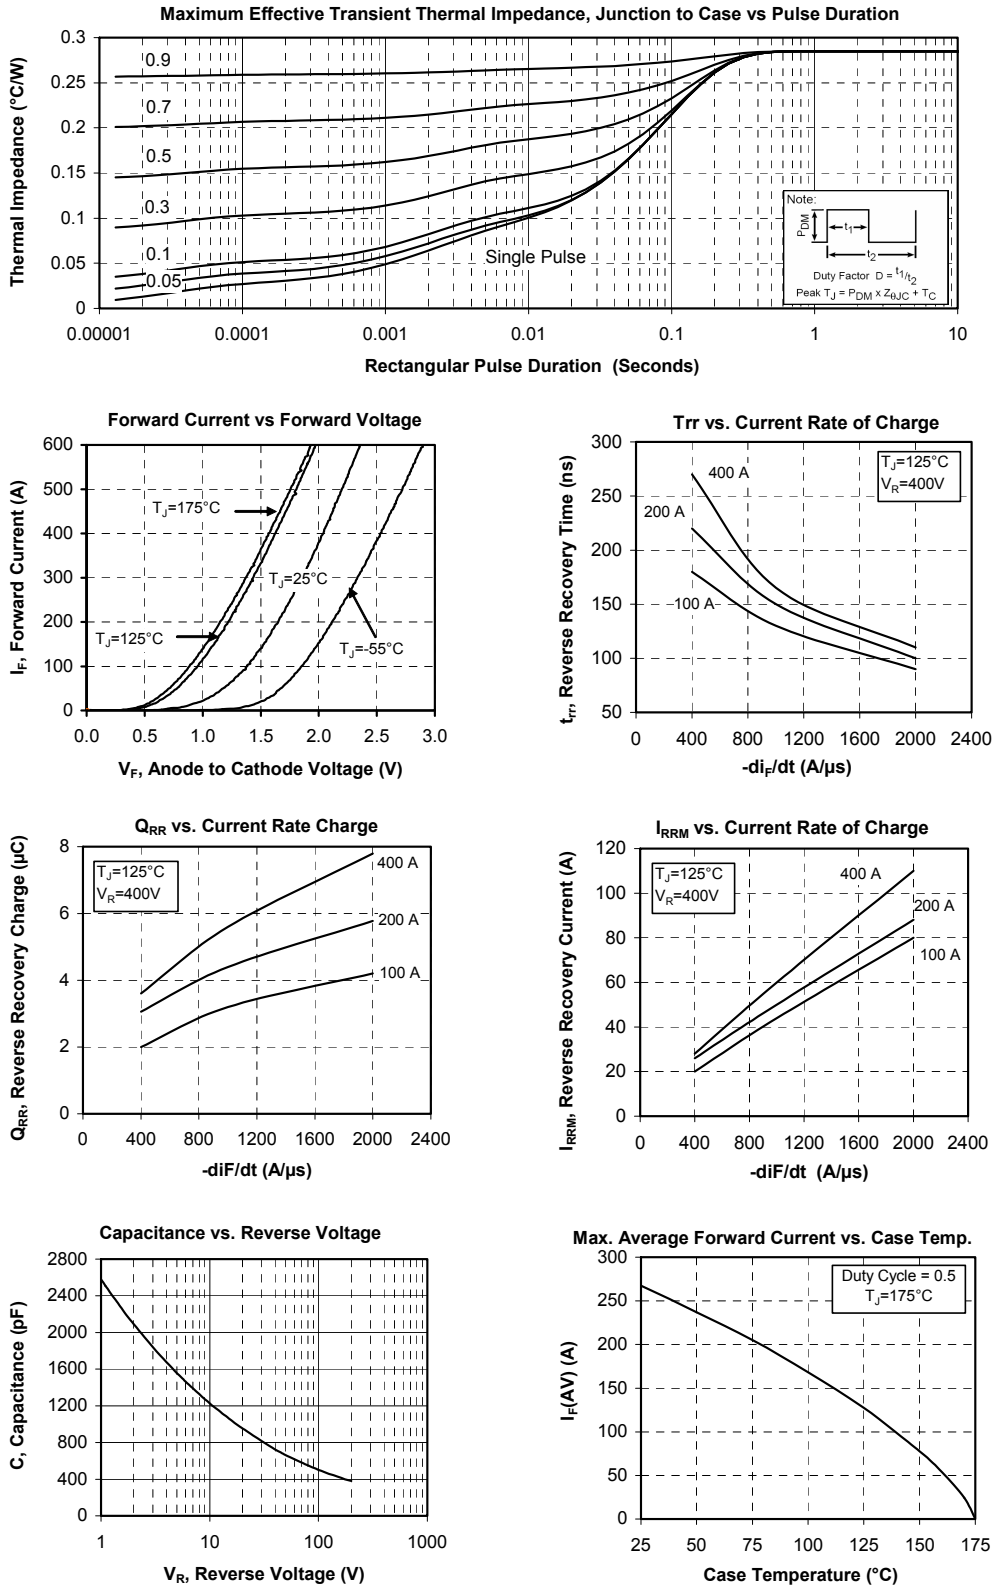 Maximum Effective Transient Thermal Impedance, Junction to Case vs Pulse Duration
Thermal Impedance (°C/W)
0.3
0.25
0.2
0.15
0.1
0.05
0
0.9
0.7
0.5
0.3
0.1
0.05
Single Pulse
Note:
PDM
t1
t2
Duty Factor D = t1/t2
Peak TJ = PDM x ZθJC + TC
0.00001 0.0001 0.001 0.01 0.1 1 10
Rectangular Pulse Duration (Seconds)
Forward Current vs Forward Voltage
IF, Forward Current (A)
600
500
400
300
200
100
0
TJ=175°C
TJ=25°C
TJ=125°C
TJ=-55°C
0.0 0.5 1.0 1.5 2.0 2.5 3.0
VF, Anode to Cathode Voltage (V)
Trr vs. Current Rate of Charge
trr, Reverse Recovery Time (ns)
300
250
200
150
100
50
TJ=125°C
VR=400V
400 A
200 A
100 A
0 400 800 1200 1600 2000 2400
-diF/dt (A/µs)
QRR vs. Current Rate Charge
QRR, Reverse Recovery Charge (µC)
8
6
4
2
0
TJ=125°C
VR=400V
400 A
200 A
100 A
0 400 800 1200 1600 2000 2400
-diF/dt (A/µs)
IRRM vs. Current Rate of Charge
IRRM, Reverse Recovery Current (A)
120
100
80
60
40
20
0
TJ=125°C
VR=400V
400 A
200 A
100 A
0 400 800 1200 1600 2000 2400
-diF/dt (A/µs)
Capacitance vs. Reverse Voltage
C, Capacitance (pF)
2800
2400
2000
1600
1200
800
400
0
1 10 100 1000
VR, Reverse Voltage (V)
Max. Average Forward Current vs. Case Temp.
IF(AV) (A)
300
250
200
150
100
50
0
Duty Cycle = 0.5
TJ=175°C
25 50 75 100 125 150 175
Case Temperature (°C)